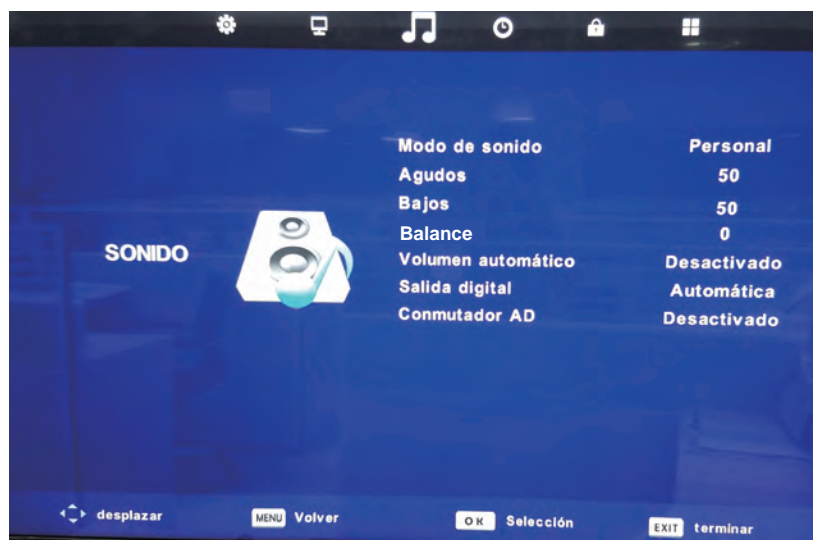 Modo de sonido Personal
Agudos 50
Bajos 50
Balance 0
SONIDO
Volumen automático Desactivado
Salida digital Automática
Conmutador AD Desactivado
desplazar MENU Volver OK Selección EXIT terminar